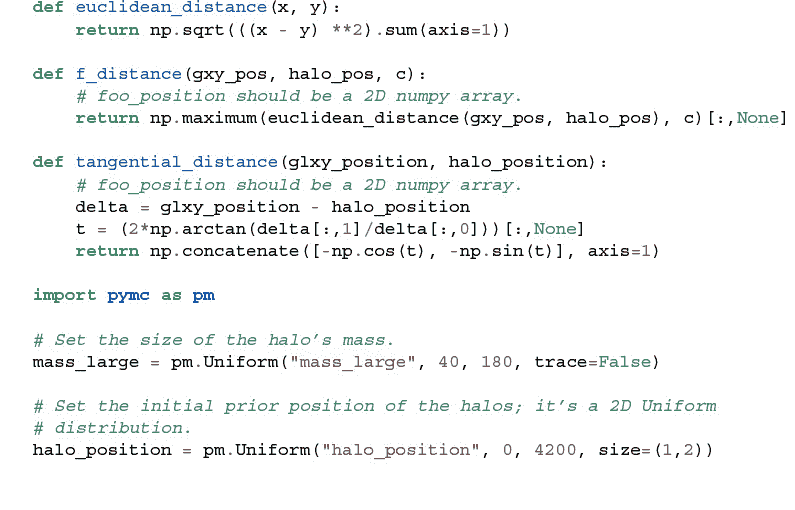 def euclidean_distance(x, y):
    return np.sqrt(((x - y) **2).sum(axis=1))

def f_distance(gxy_pos, halo_pos, c):
    # foo_position should be a 2D numpy array.
    return np.maximum(euclidean_distance(gxy_pos, halo_pos), c)[:,None]

def tangential_distance(glxy_position, halo_position):
    # foo_position should be a 2D numpy array.
    delta = glxy_position - halo_position
    t = (2*np.arctan(delta[:,1]/delta[:,0]))[:,None]
    return np.concatenate([-np.cos(t), -np.sin(t)], axis=1)

import pymc as pm

# Set the size of the halo’s mass.
mass_large = pm.Uniform("mass_large", 40, 180, trace=False)

# Set the initial prior position of the halos; it’s a 2D Uniform
# distribution.
halo_position = pm.Uniform("halo_position", 0, 4200, size=(1,2))